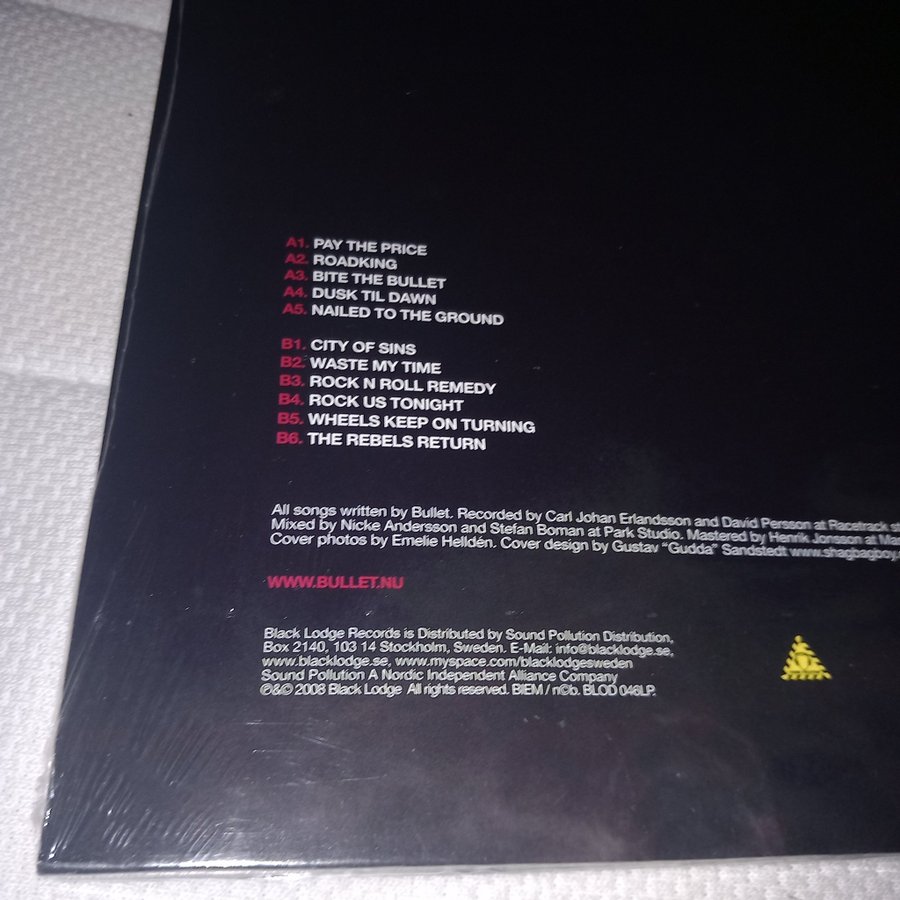 A1. PAY THE PRICE
A2. ROADKING
A3. BITE THE BULLET
A4. DUSK TIL DAWN
A5. NAILED TO THE GROUND
B1. CITY OF SINS
B2. WASTE MY TIME
B3. ROCK N ROLL REMEDY
B4. ROCK US TONIGHT
B5. WHEELS KEEP ON TURNING
B6. THE REBELS RETURN
All songs written by Bullet. Recorded by Carl Johan Erlandsson and David Persson at Racetrack
Mixed by Nicke Andersson and Stefan Boman at Park Studio. Mastered by Henrik Jonsson at
Cover photos by Emelie Helldén. Cover design by Gustav "Gudda" Sandstedt www.shagbagboy
WWW.BULLET.NU
Black Lodge Records is Distributed by Sound Pollution Distribution,
Box 2140, 103 14 Stockholm, Sweden. E-Mail: info@blacklodge.se,
www.blacklodge.se, www.myspace.com/blacklodgesweden
Sound Pollution A Nordic Independent Alliance Company
℗&© 2008 Black Lodge All rights reserved. BIEM / n©b. BLOD 046LP.